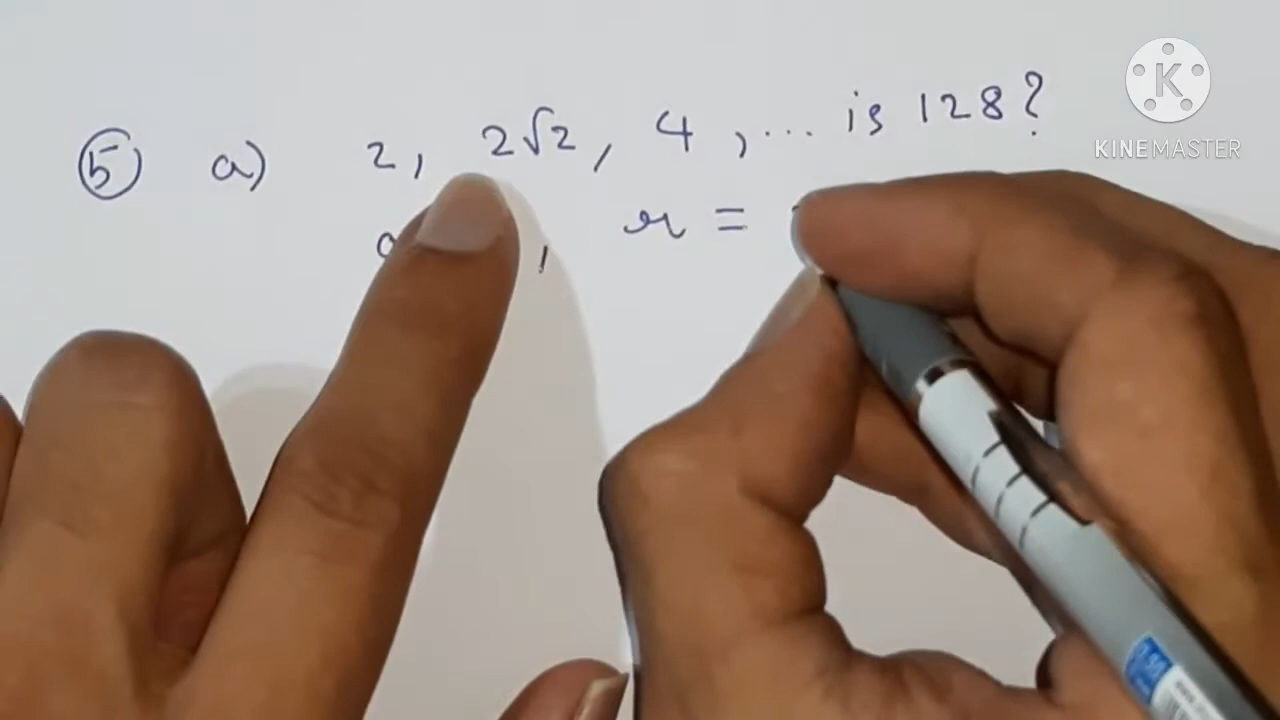 ⑤ a) 2, 2√2, 4, ... is 128?
, r =
K
KINEMASTER